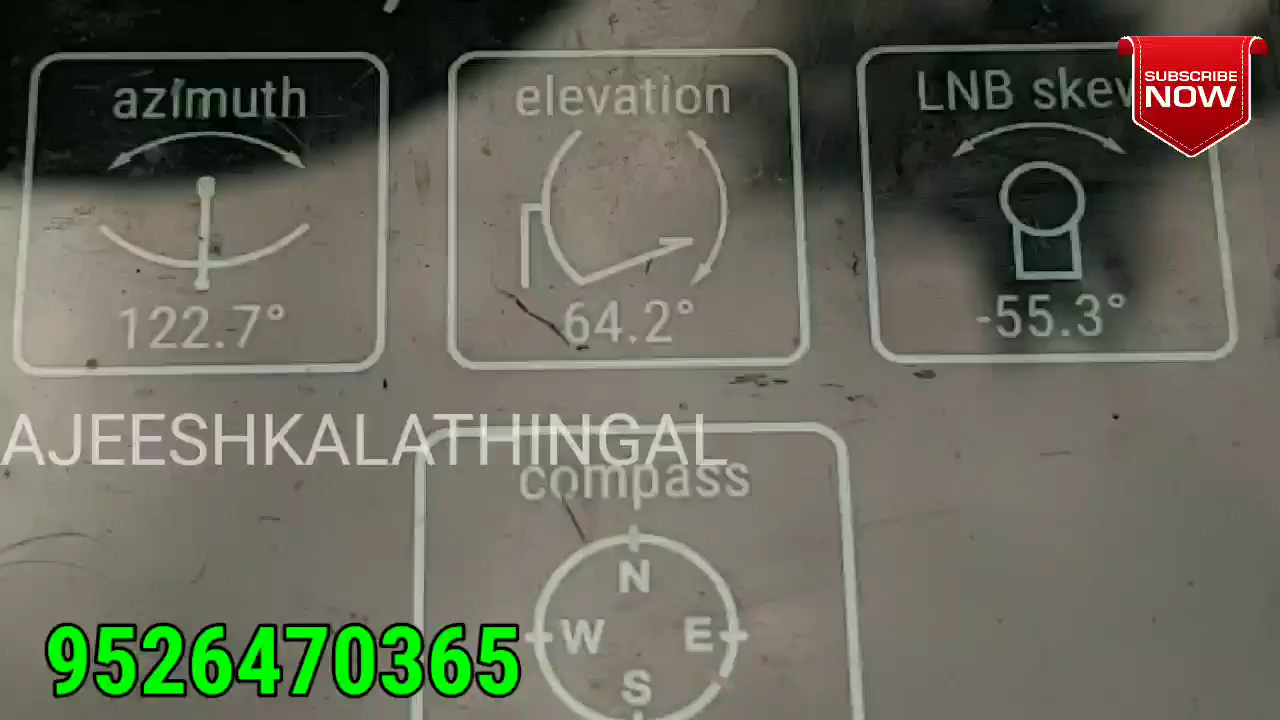 azimuth
122.7°
elevation
64.2°
LNB skew
-55.3°
SUBSCRIBE
NOW
AJEESHKALATHINGAL
compass
N
W E
S
9526470365